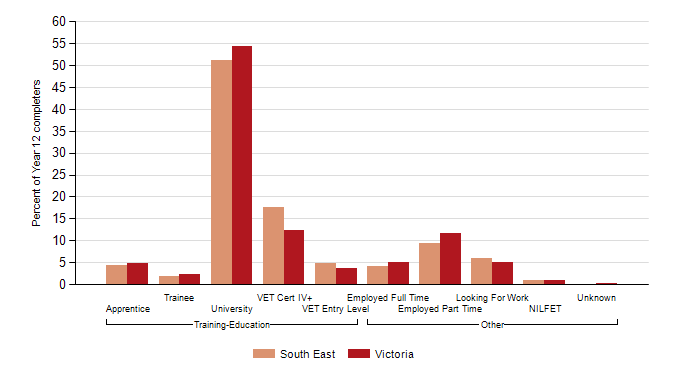 Percent of Year 12 completers
60
55
50
45
40
35
30
25
20
15
10
5
0
Trainee VET Cert IV+ Employed Full Time Looking For Work Unknown
Apprentice University VET Entry Level Employed Part Time NILFET
Training-Education Other
South East Victoria